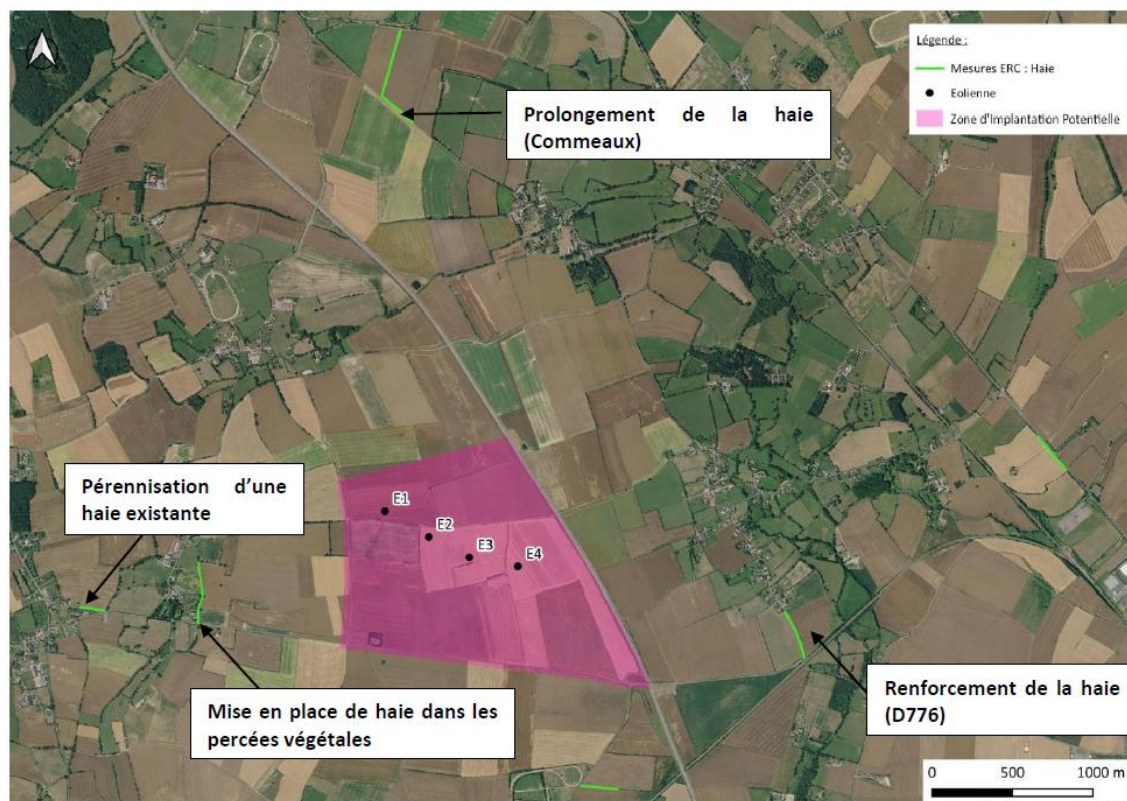 Légende :
Mesures ERC : Haie
Eolienne
Zone d'Implantation Potentielle
Prolongement de la haie
(Commeaux)
Pérennisation d'une
haie existante
E1
E2
E3
E4
Mise en place de haie dans les
percées végétales
Renforcement de la haie
(D776)
0 500 1000 m